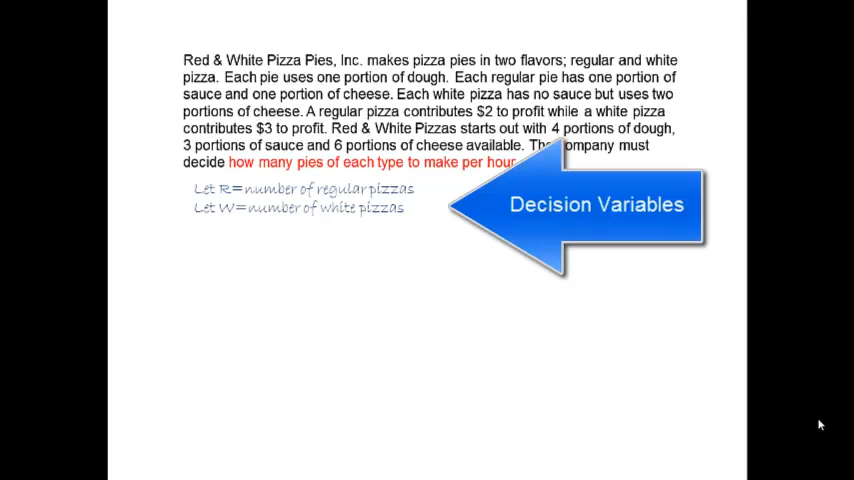 Red & White Pizza Pies, Inc. makes pizza pies in two flavors; regular and white
pizza. Each pie uses one portion of dough. Each regular pie has one portion of
sauce and one portion of cheese. Each white pizza has no sauce but uses two
portions of cheese. A regular pizza contributes $2 to profit while a white pizza
contributes $3 to profit. Red & White Pizzas starts out with 4 portions of dough,
3 portions of sauce and 6 portions of cheese available. The company must
decide how many pies of each type to make per hour
Let R=number of regular pizzas
Let W=number of white pizzas
Decision Variables